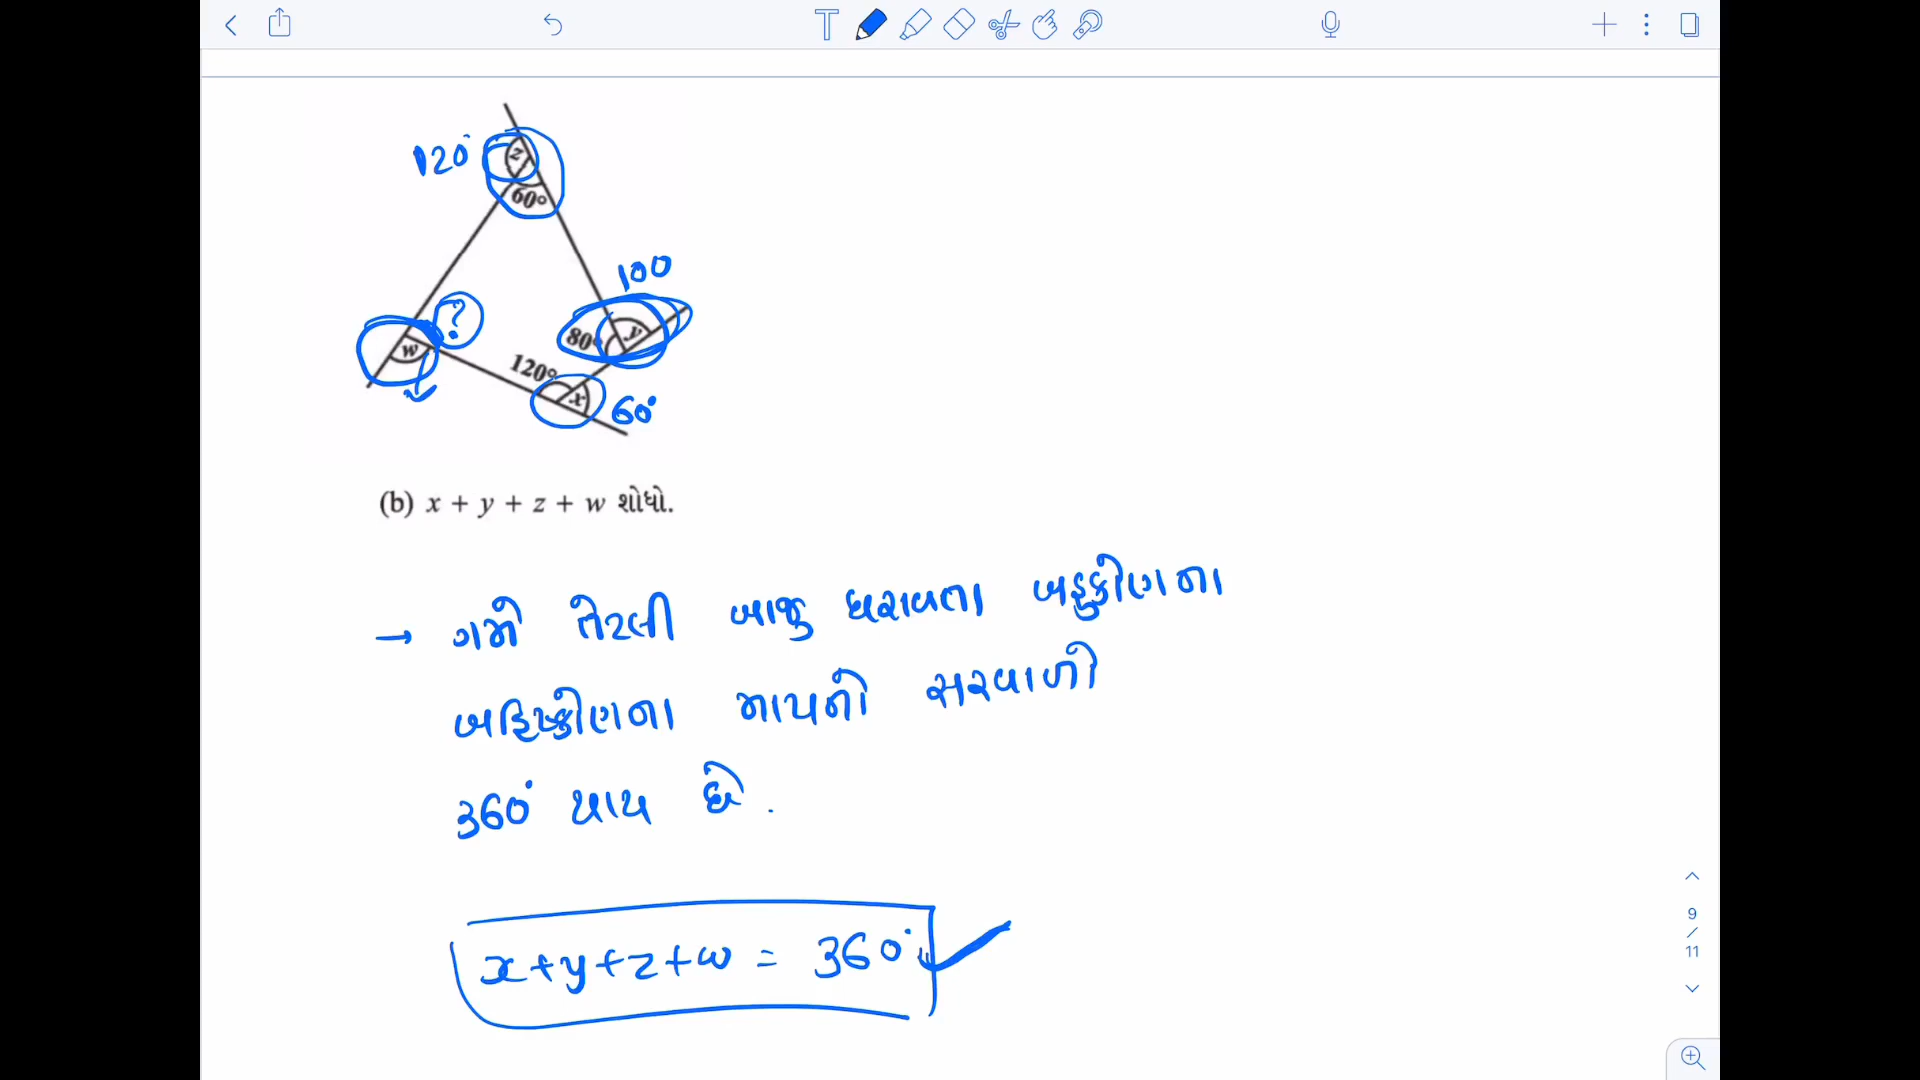 120°
z
60°
100
?
80°
y
w
120°
x
60°
(b) x + y + z + w શોધો.
→ ગમે તેટલી બાજુ ધરાવતા બહુકોણના
બહિષ્કોણના માપનો સરવાળો
360° થાય છે.
x+y+z+w = 360°
9
/
11